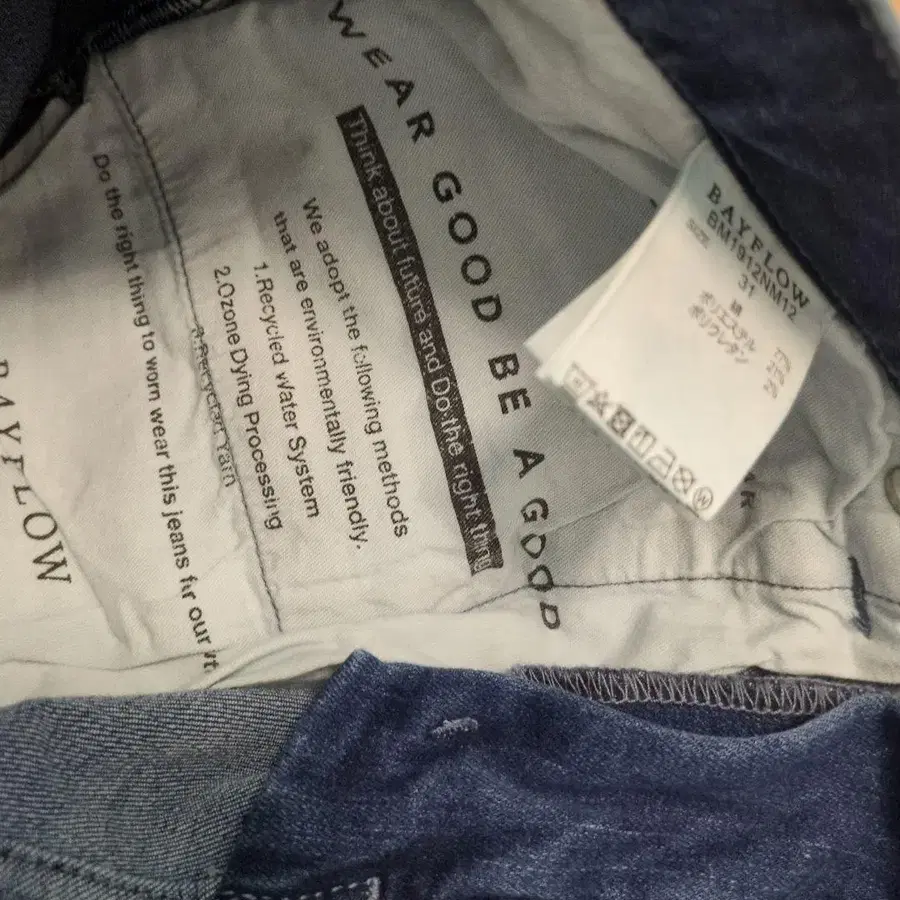 WEAR GOOD BE A GOOD
Think about future and Do the right thing
We adopt the following methods
that are environmentally friendly.
1.Recycled Water System
2.Ozone Dying Processing
3.Recycran Yarn
Do the right thing to worn wear this jeans for our
BAYFLOW
BAYFLOW
BM1912NM12
SIZE 31
綿
ポリエステル
ポリウレタン